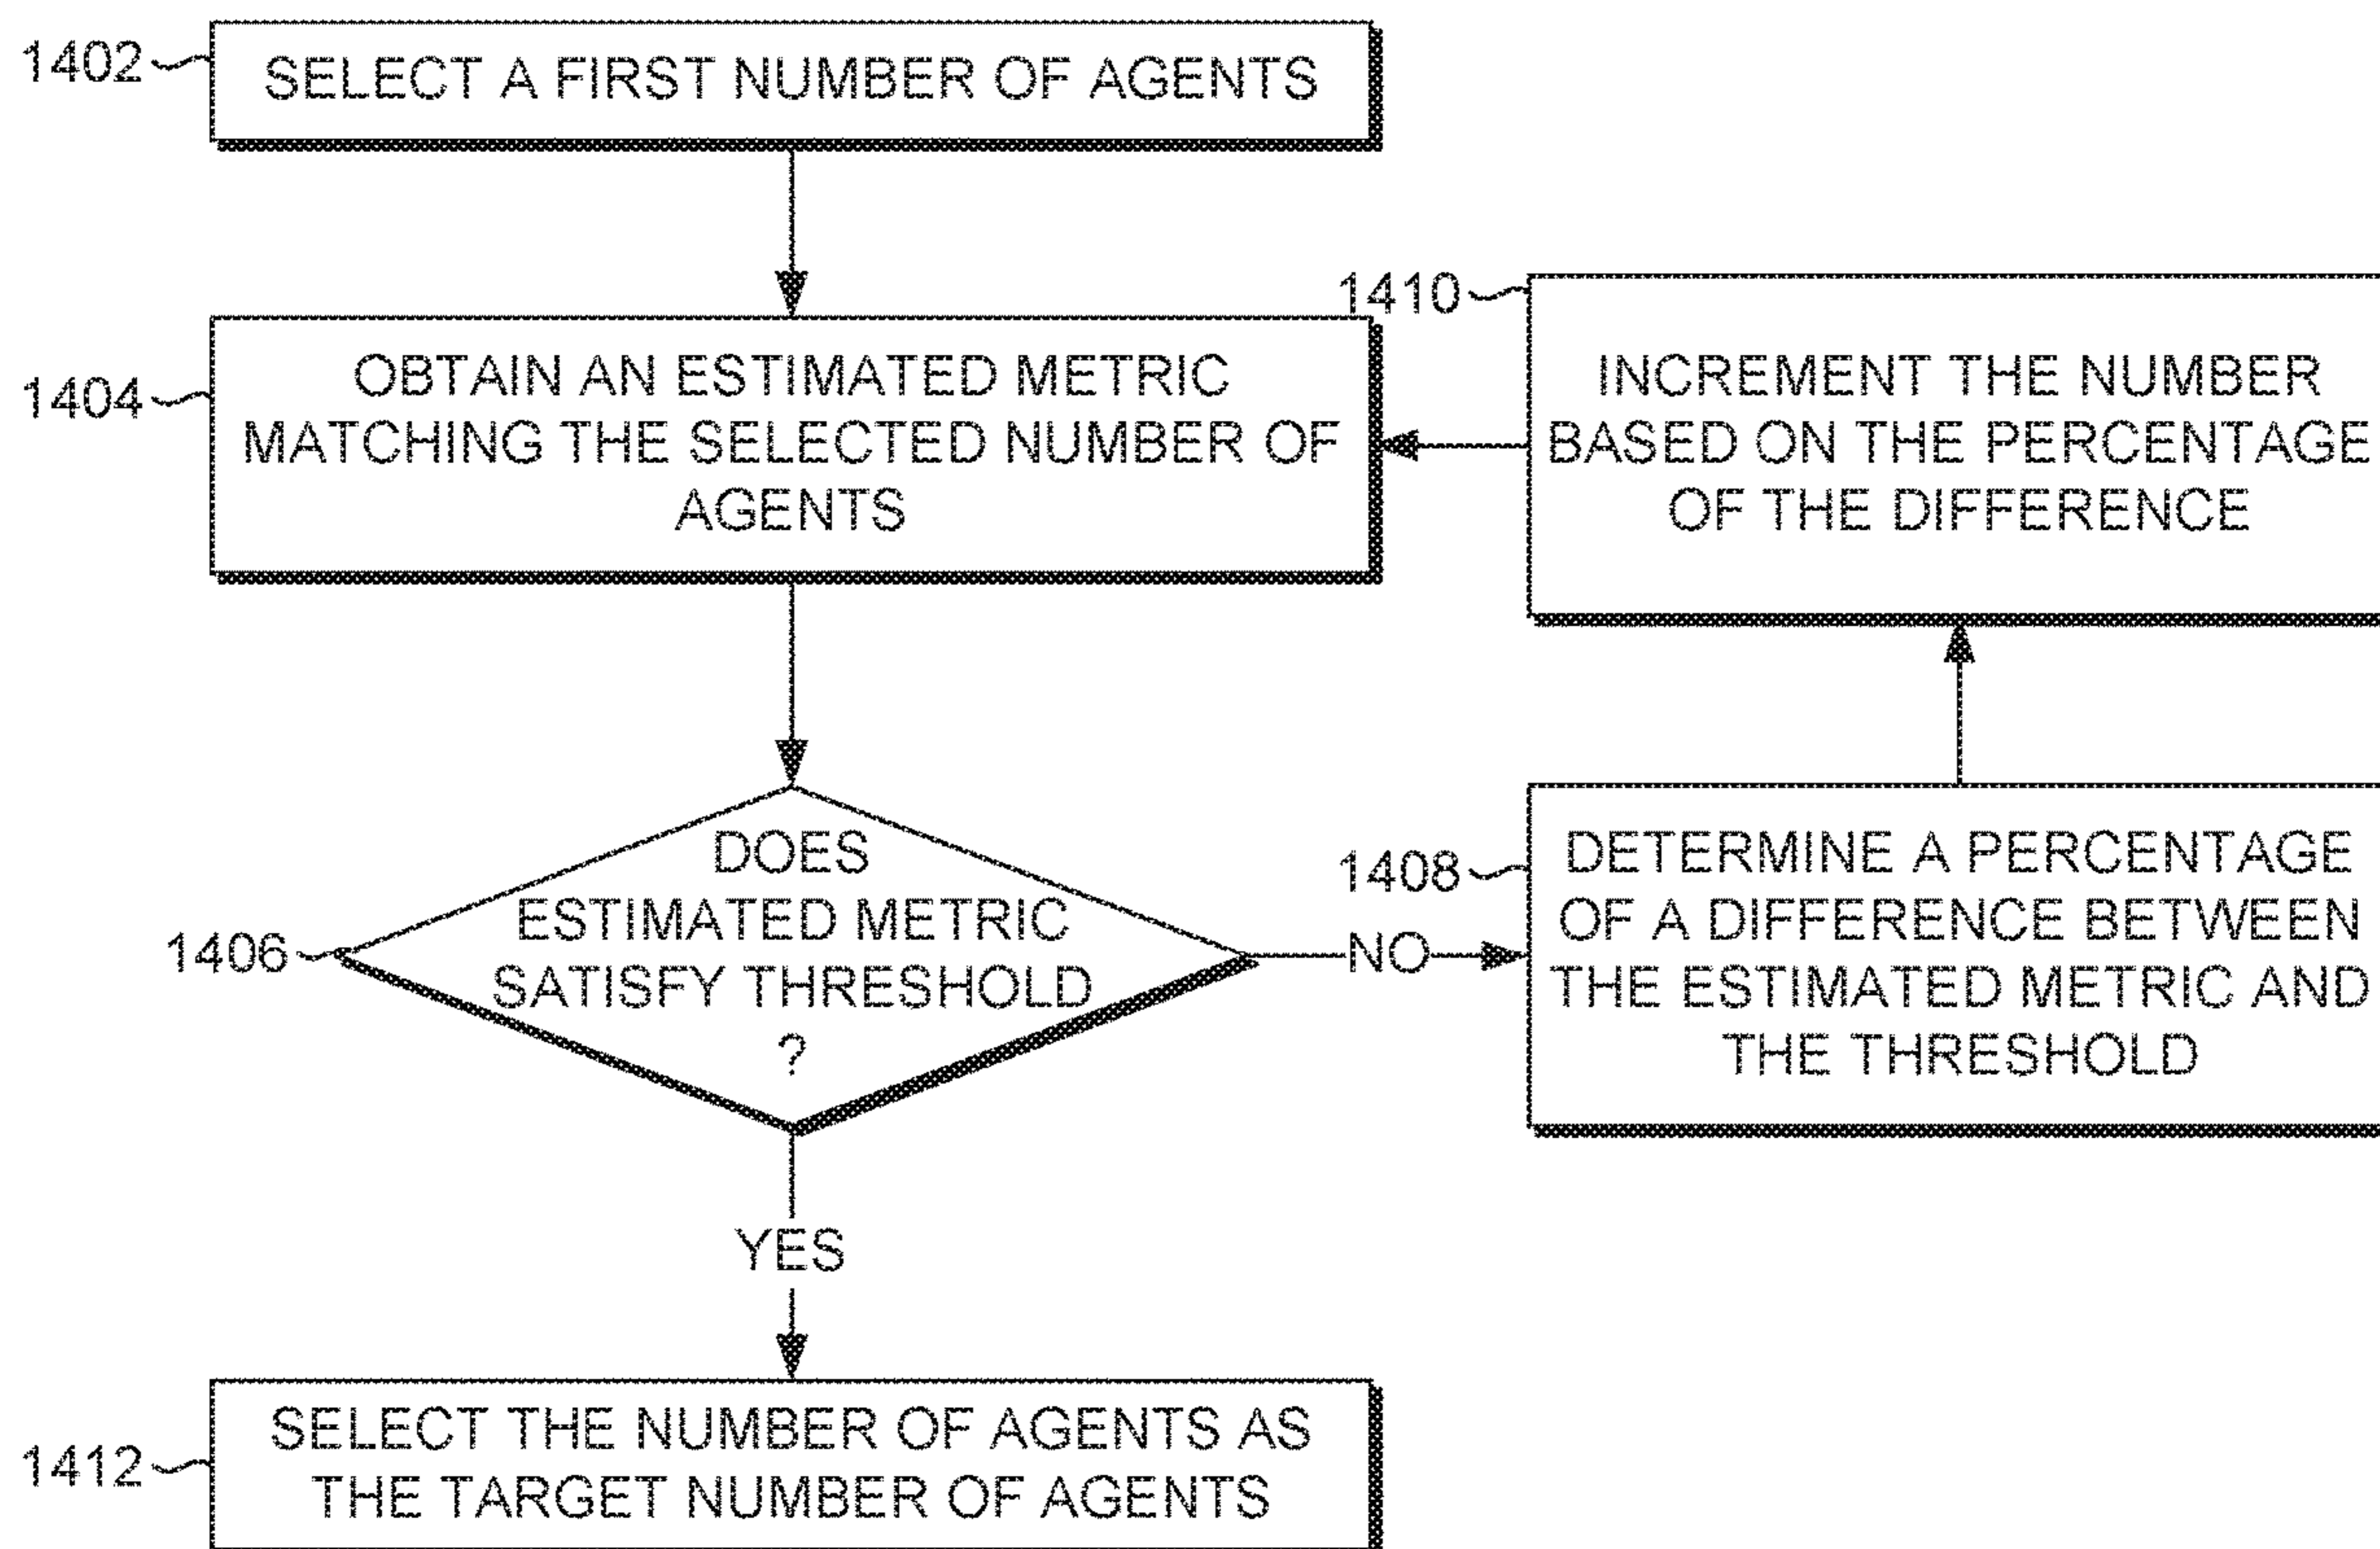 1402
SELECT A FIRST NUMBER OF AGENTS
1404
OBTAIN AN ESTIMATED METRIC
MATCHING THE SELECTED NUMBER OF
AGENTS
1410
INCREMENT THE NUMBER
BASED ON THE PERCENTAGE
OF THE DIFFERENCE
1406
DOES
ESTIMATED METRIC
SATISFY THRESHOLD
?
NO
1408
DETERMINE A PERCENTAGE
OF A DIFFERENCE BETWEEN
THE ESTIMATED METRIC AND
THE THRESHOLD
YES
1412
SELECT THE NUMBER OF AGENTS AS
THE TARGET NUMBER OF AGENTS